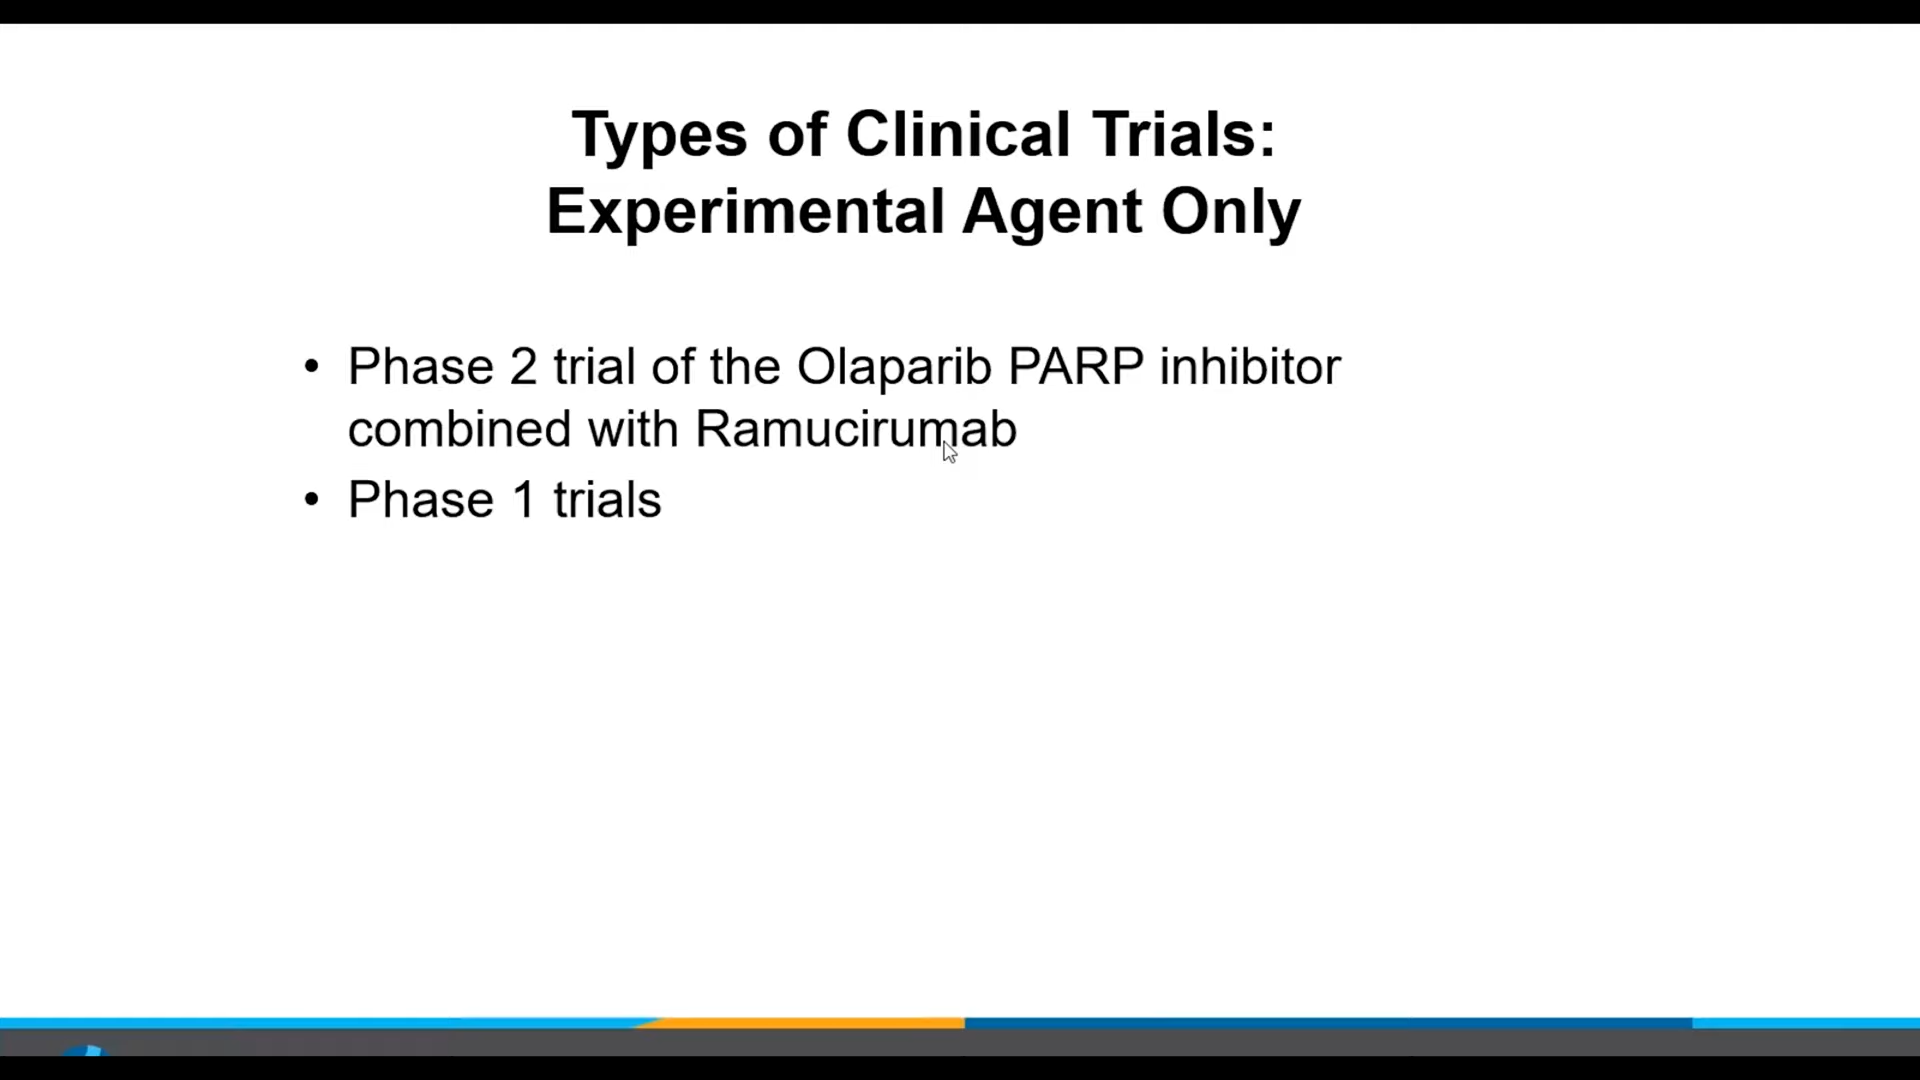 Types of Clinical Trials:
Experimental Agent Only
• Phase 2 trial of the Olaparib PARP inhibitor
combined with Ramucirumab
• Phase 1 trials